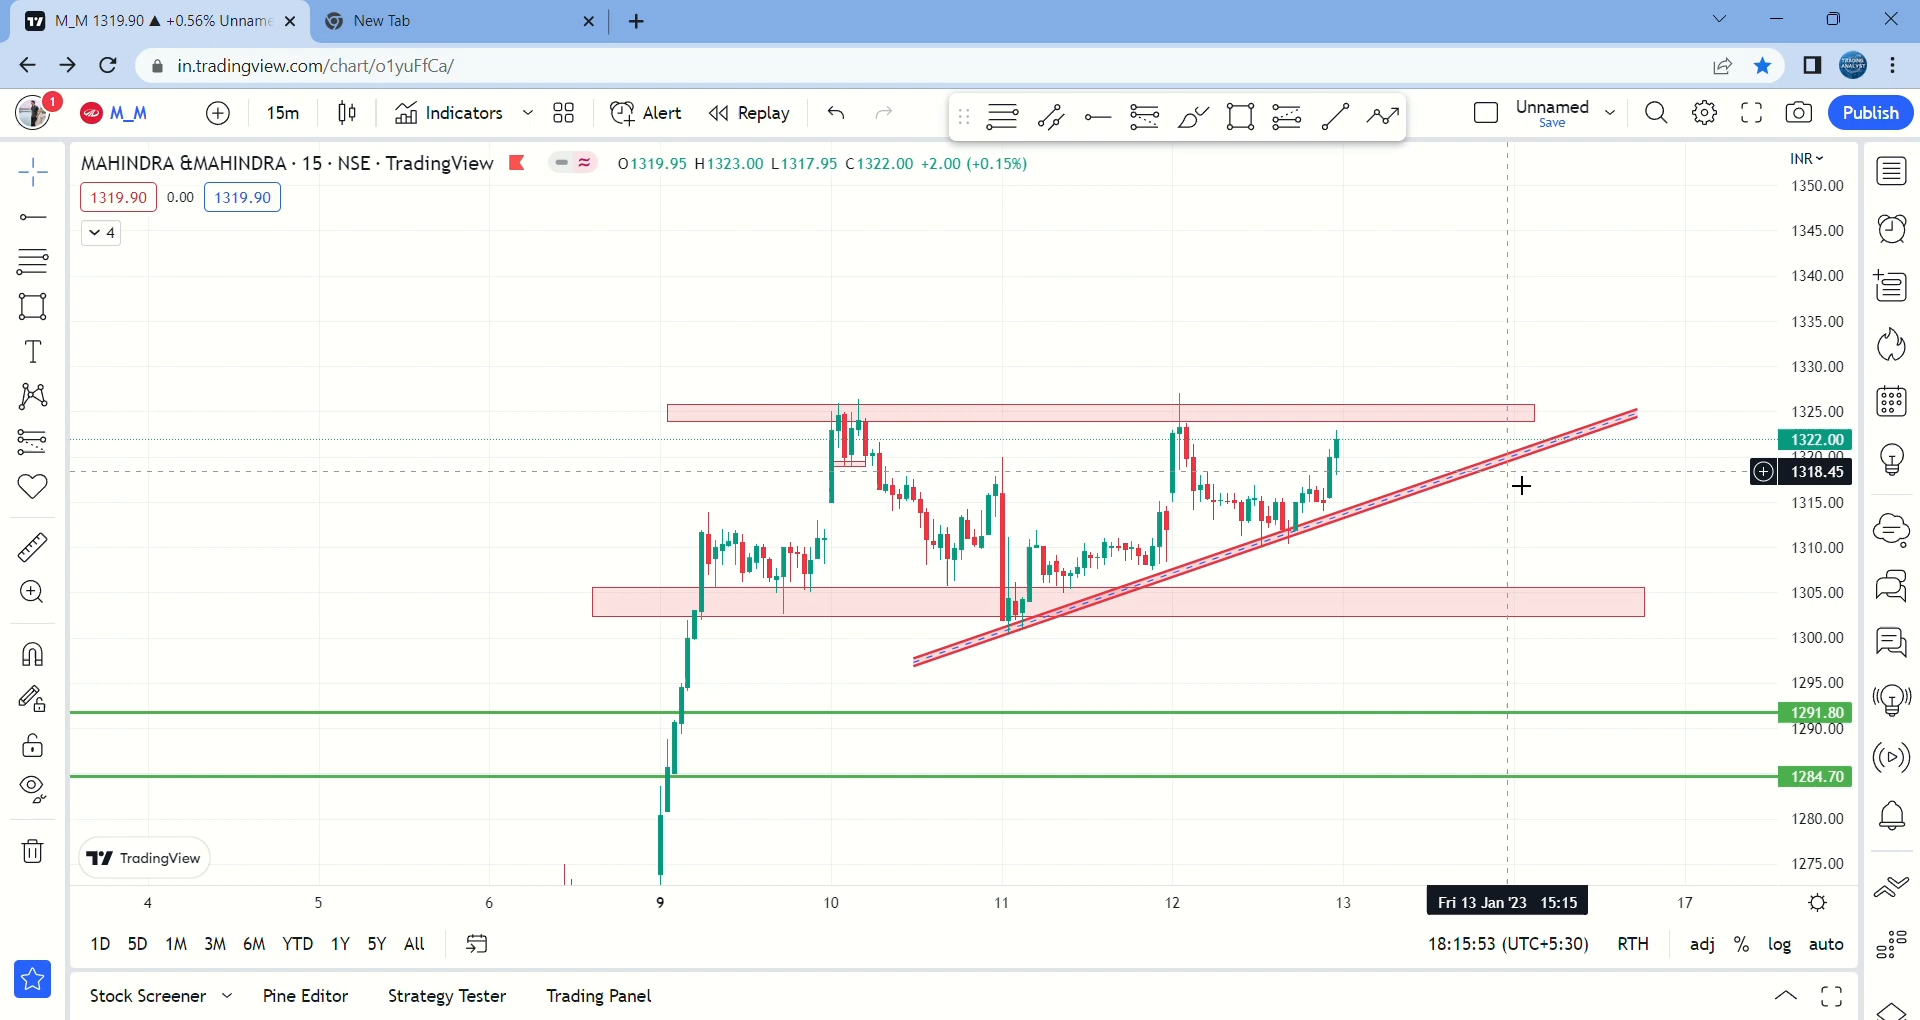 M_M 1319.90 ▲ +0.56% Unname
New Tab
in.tradingview.com/chart/o1yuFfCa/
1
M_M
15m
Indicators
Alert
Replay
Unnamed
Save
Publish
MAHINDRA &MAHINDRA · 15 · NSE · TradingView
O1319.95 H1323.00 L1317.95 C1322.00 +2.00 (+0.15%)
INR
1319.90
0.00
1319.90
4
1350.00
1345.00
1340.00
1335.00
1330.00
1325.00
1322.00
1320.00
1318.45
1315.00
1310.00
1305.00
1300.00
1295.00
1291.80
1290.00
1284.70
1280.00
1275.00
TradingView
4
5
6
9
10
11
12
13
Fri 13 Jan '23 15:15
17
1D 5D 1M 3M 6M YTD 1Y 5Y All
18:15:53 (UTC+5:30) RTH adj % log auto
Stock Screener Pine Editor Strategy Tester Trading Panel